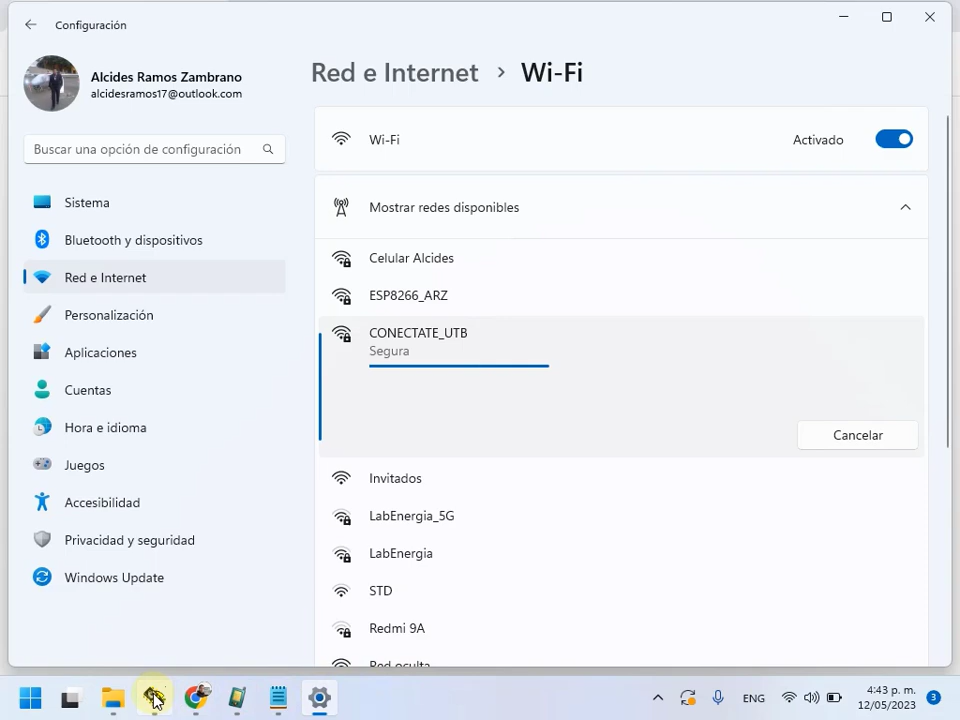 Configuración
Alcides Ramos Zambrano
alcidesramos17@outlook.com
Buscar una opción de configuración
Sistema
Bluetooth y dispositivos
Red e Internet
Personalización
Aplicaciones
Cuentas
Hora e idioma
Juegos
Accesibilidad
Privacidad y seguridad
Windows Update
Red e Internet > Wi-Fi
Wi-Fi
Activado
Mostrar redes disponibles
Celular Alcides
ESP8266_ARZ
CONECTATE_UTB
Segura
Cancelar
Invitados
LabEnergia_5G
LabEnergia
STD
Redmi 9A
Red oculta
ENG
4:43 p. m.
12/05/2023
3